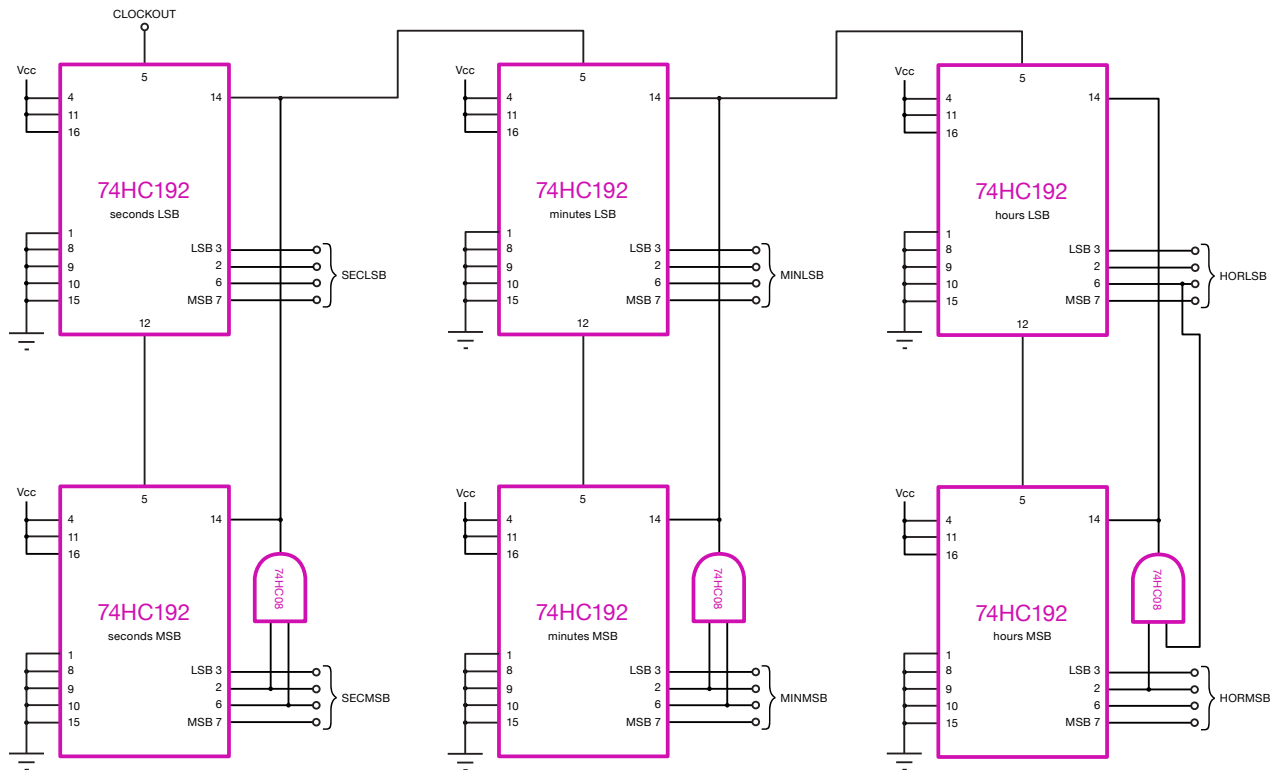 CLOCKOUT
Vcc
5
4
14
11
16
74HC192
seconds LSB
1
8
9
10
15
LSB 3
2
6
MSB 7
SECLSB
12
Vcc
5
4
14
11
16
74HC192
minutes LSB
1
8
9
10
15
LSB 3
2
6
MSB 7
MINLSB
12
Vcc
5
4
14
11
16
74HC192
hours LSB
1
8
9
10
15
LSB 3
2
6
MSB 7
HORLSB
12
Vcc
5
4
14
11
16
74HC08
74HC192
seconds MSB
1
8
9
10
15
LSB 3
2
6
MSB 7
SECMSB
Vcc
5
4
14
11
16
74HC08
74HC192
minutes MSB
1
8
9
10
15
LSB 3
2
6
MSB 7
MINMSB
Vcc
5
4
14
11
16
74HC08
74HC192
hours MSB
1
8
9
10
15
LSB 3
2
6
MSB 7
HORMSB